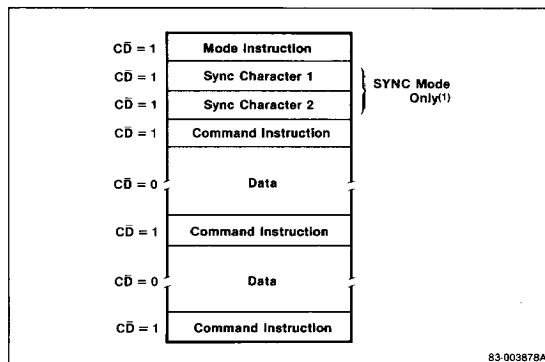 CD̅ = 1 Mode Instruction
CD̅ = 1 Sync Character 1
CD̅ = 1 Sync Character 2
SYNC Mode
Only(1)
CD̅ = 1 Command Instruction
CD̅ = 0 Data
CD̅ = 1 Command Instruction
CD̅ = 0 Data
CD̅ = 1 Command Instruction
83-003878A